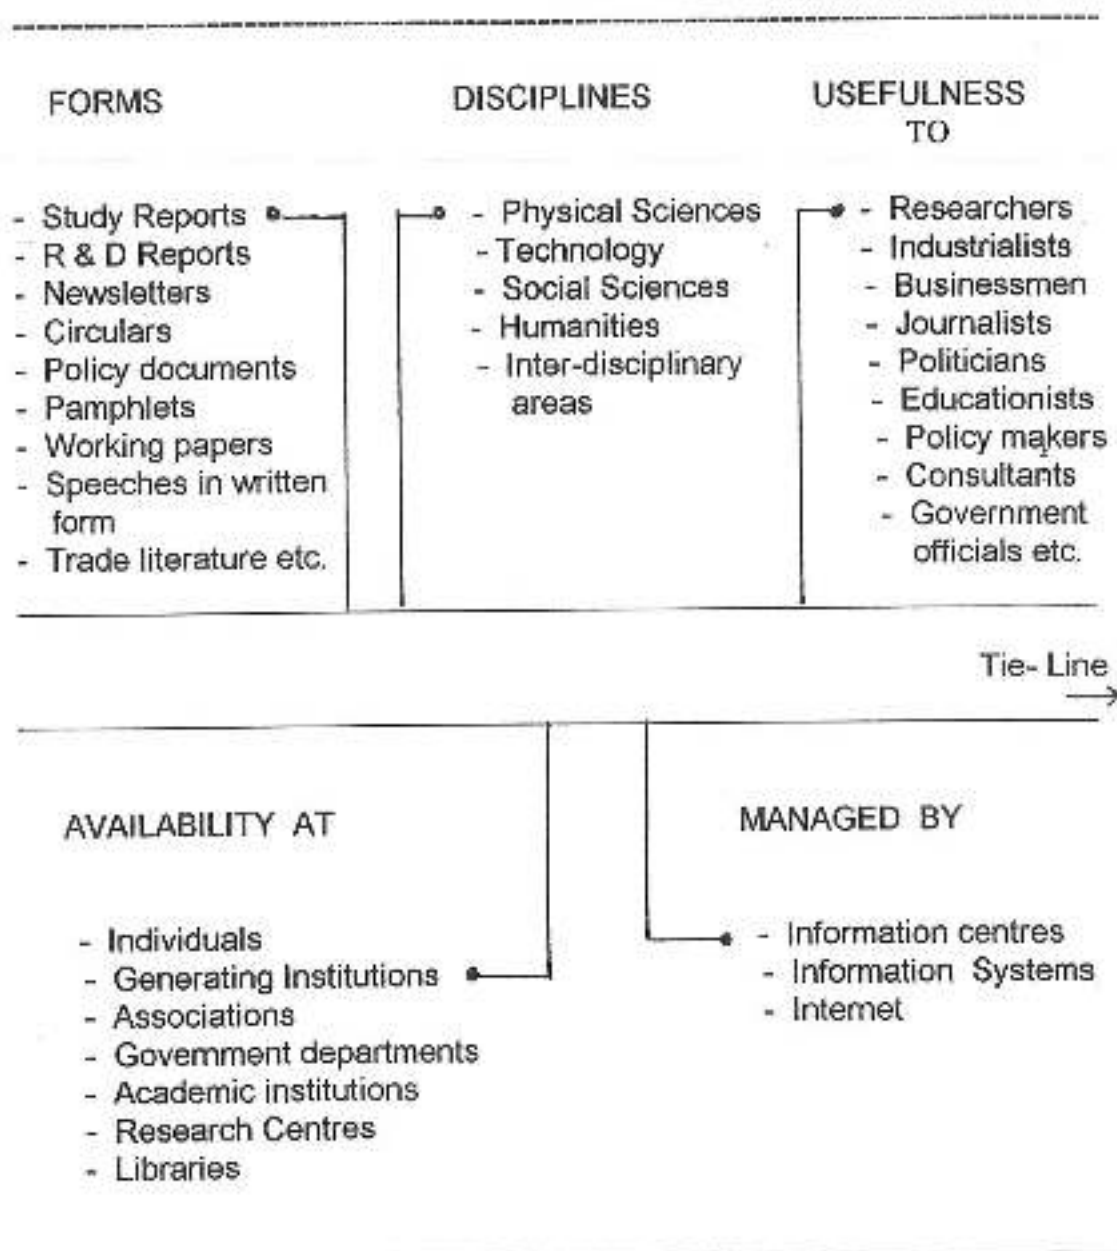 FORMS
- Study Reports
- R & D Reports
- Newsletters
- Circulars
- Policy documents
- Pamphlets
- Working papers
- Speeches in written
form
- Trade literature etc.
DISCIPLINES
- Physical Sciences
- Technology
- Social Sciences
- Humanities
- Inter-disciplinary
areas
USEFULNESS
TO
- Researchers
- Industrialists
- Businessmen
- Journalists
- Politicians
- Educationists
- Policy makers
- Consultants
- Government
officials etc.
Tie- Line
AVAILABILITY AT
- Individuals
- Generating Institutions
- Associations
- Government departments
- Academic institutions
- Research Centres
- Libraries
MANAGED BY
- Information centres
- Information Systems
- Internet